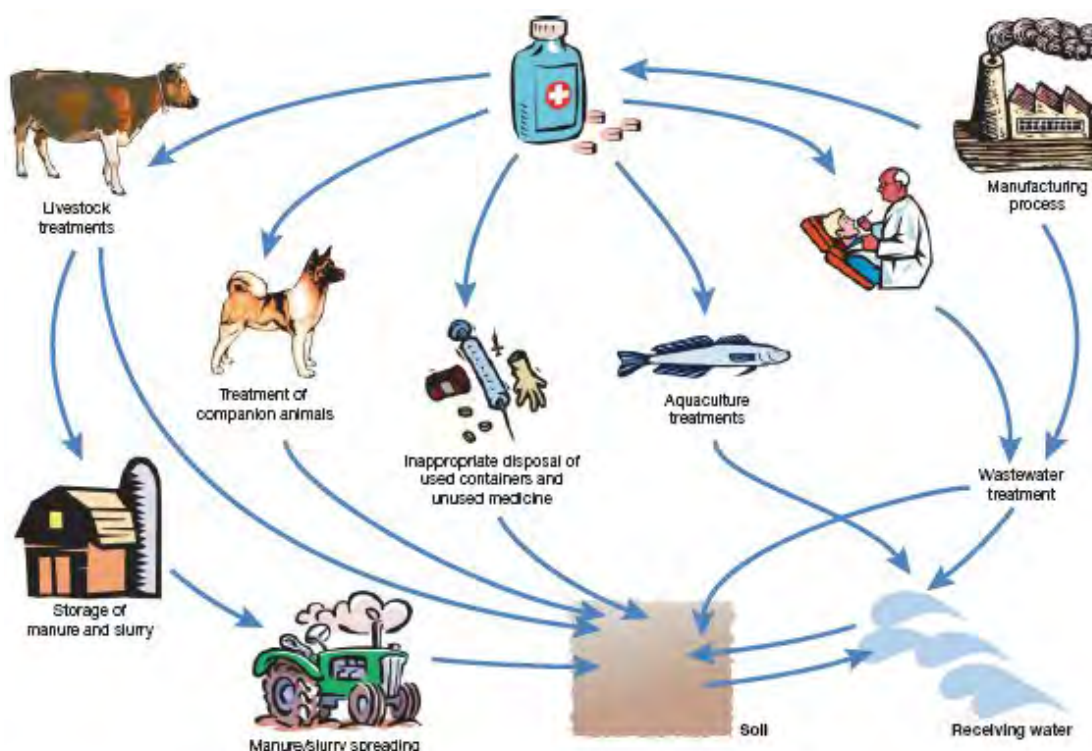 Livestock
treatments
Manufacturing
process
Treatment of
companion animals
Aquaculture
treatments
Inappropriate disposal of
used containers and
unused medicine
Wastewater
treatment
Storage of
manure and slurry
Manure/slurry spreading
Soil
Receiving water